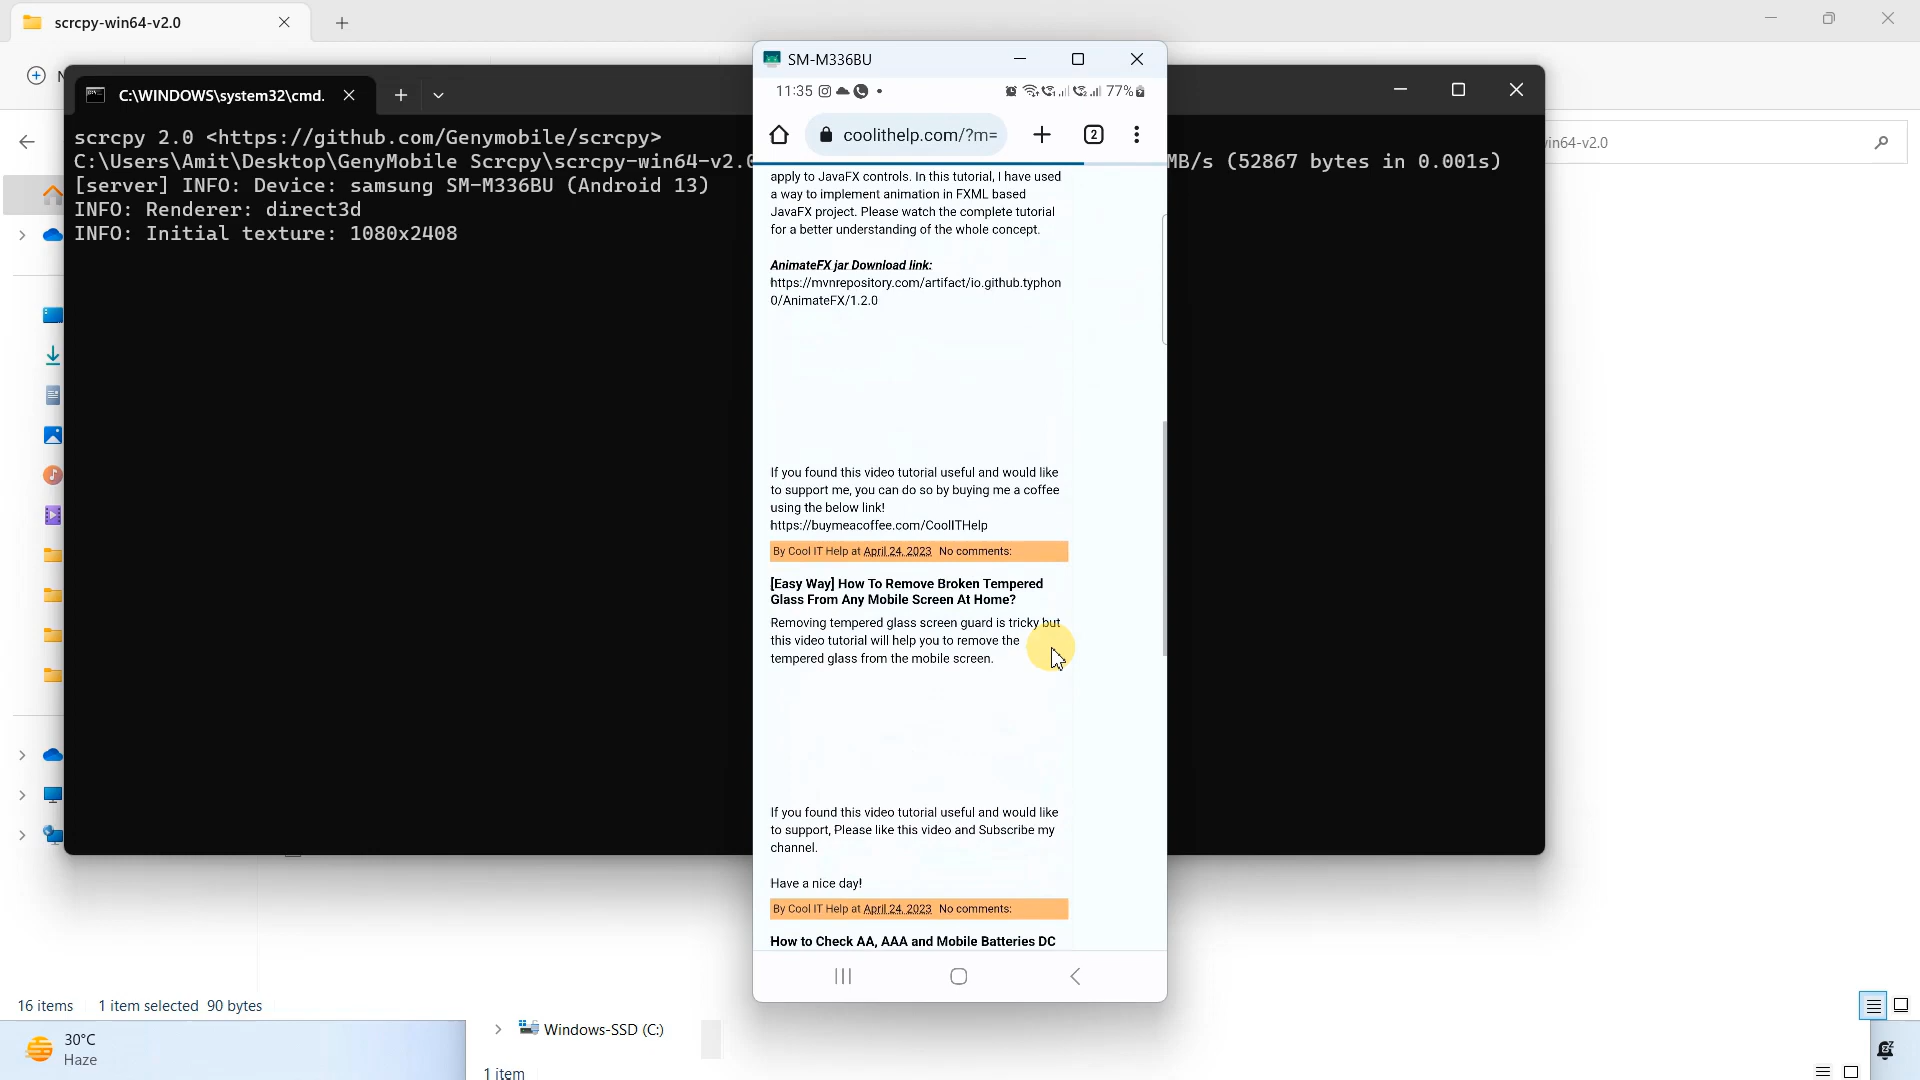 scrcpy-win64-v2.0
C:\WINDOWS\system32\cmd.
scrcpy 2.0 <https://github.com/Genymobile/scrcpy>
C:\Users\Amit\Desktop\GenyMobile Scrcpy\scrcpy-win64-v2.0
MB/s (52867 bytes in 0.001s)
[server] INFO: Device: samsung SM-M336BU (Android 13)
INFO: Renderer: direct3d
INFO: Initial texture: 1080x2408
SM-M336BU
11:35
77%
coolithelp.com/?m=
2
apply to JavaFX controls. In this tutorial, I have used
a way to implement animation in FXML based
JavaFX project. Please watch the complete tutorial
for a better understanding of the whole concept.
AnimateFX jar Download link:
https://mvnrepository.com/artifact/io.github.typhon
0/AnimateFX/1.2.0
If you found this video tutorial useful and would like
to support me, you can do so by buying me a coffee
using the below link!
https://buymeacoffee.com/CoolITHelp
By Cool IT Help at April 24, 2023 No comments:
[Easy Way] How To Remove Broken Tempered
Glass From Any Mobile Screen At Home?
Removing tempered glass screen guard is tricky but
this video tutorial will help you to remove the
tempered glass from the mobile screen.
If you found this video tutorial useful and would like
to support, Please like this video and Subscribe my
channel.
Have a nice day!
By Cool IT Help at April 24, 2023 No comments:
How to Check AA, AAA and Mobile Batteries DC
in64-v2.0
16 items 1 item selected 90 bytes
30°C
Haze
Windows-SSD (C:)
1 item